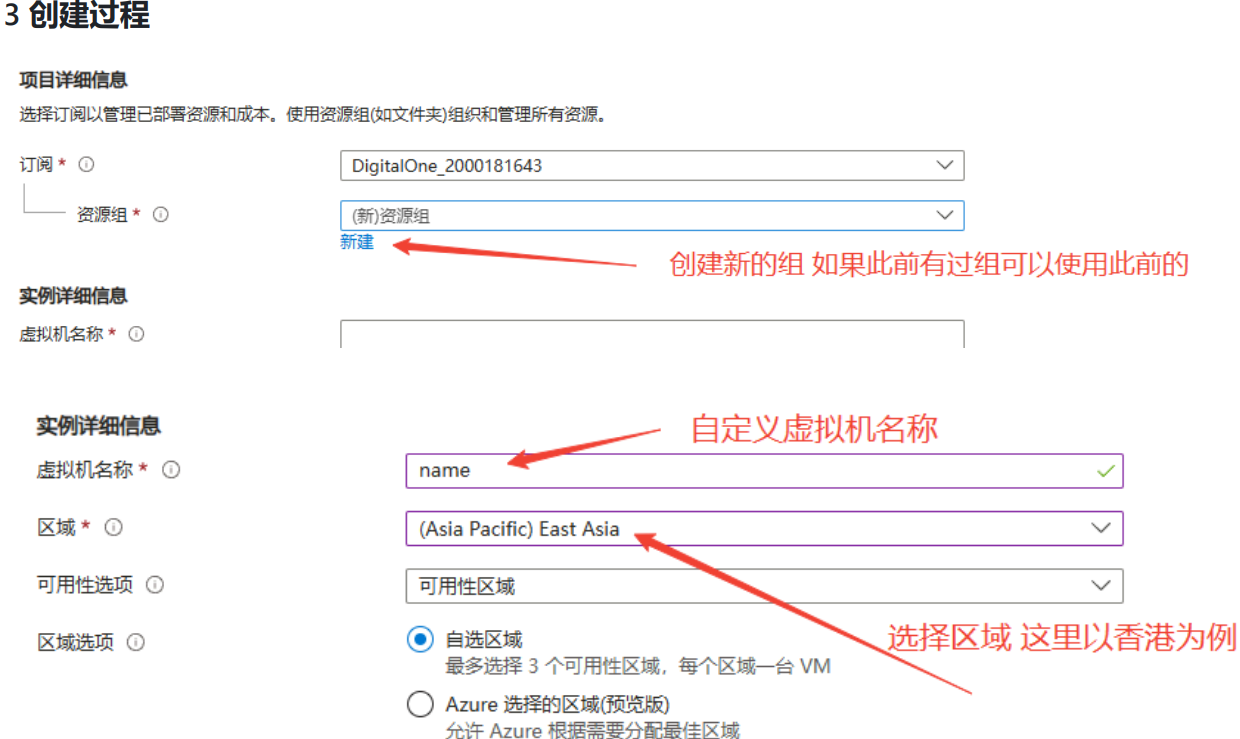 3 创建过程
项目详细信息
选择订阅以管理已部署资源和成本。使用资源组(如文件夹)组织和管理所有资源。
订阅 *
DigitalOne_2000181643
资源组 *
(新)资源组
新建
创建新的组 如果此前有过组可以使用此前的
实例详细信息
虚拟机名称 *
实例详细信息
自定义虚拟机名称
虚拟机名称 *
name
区域 *
(Asia Pacific) East Asia
可用性选项
可用性区域
区域选项
自选区域
选择区域 这里以香港为例
最多选择 3 个可用性区域，每个区域一台 VM
Azure 选择的区域(预览版)
允许 Azure 根据需要分配最佳区域